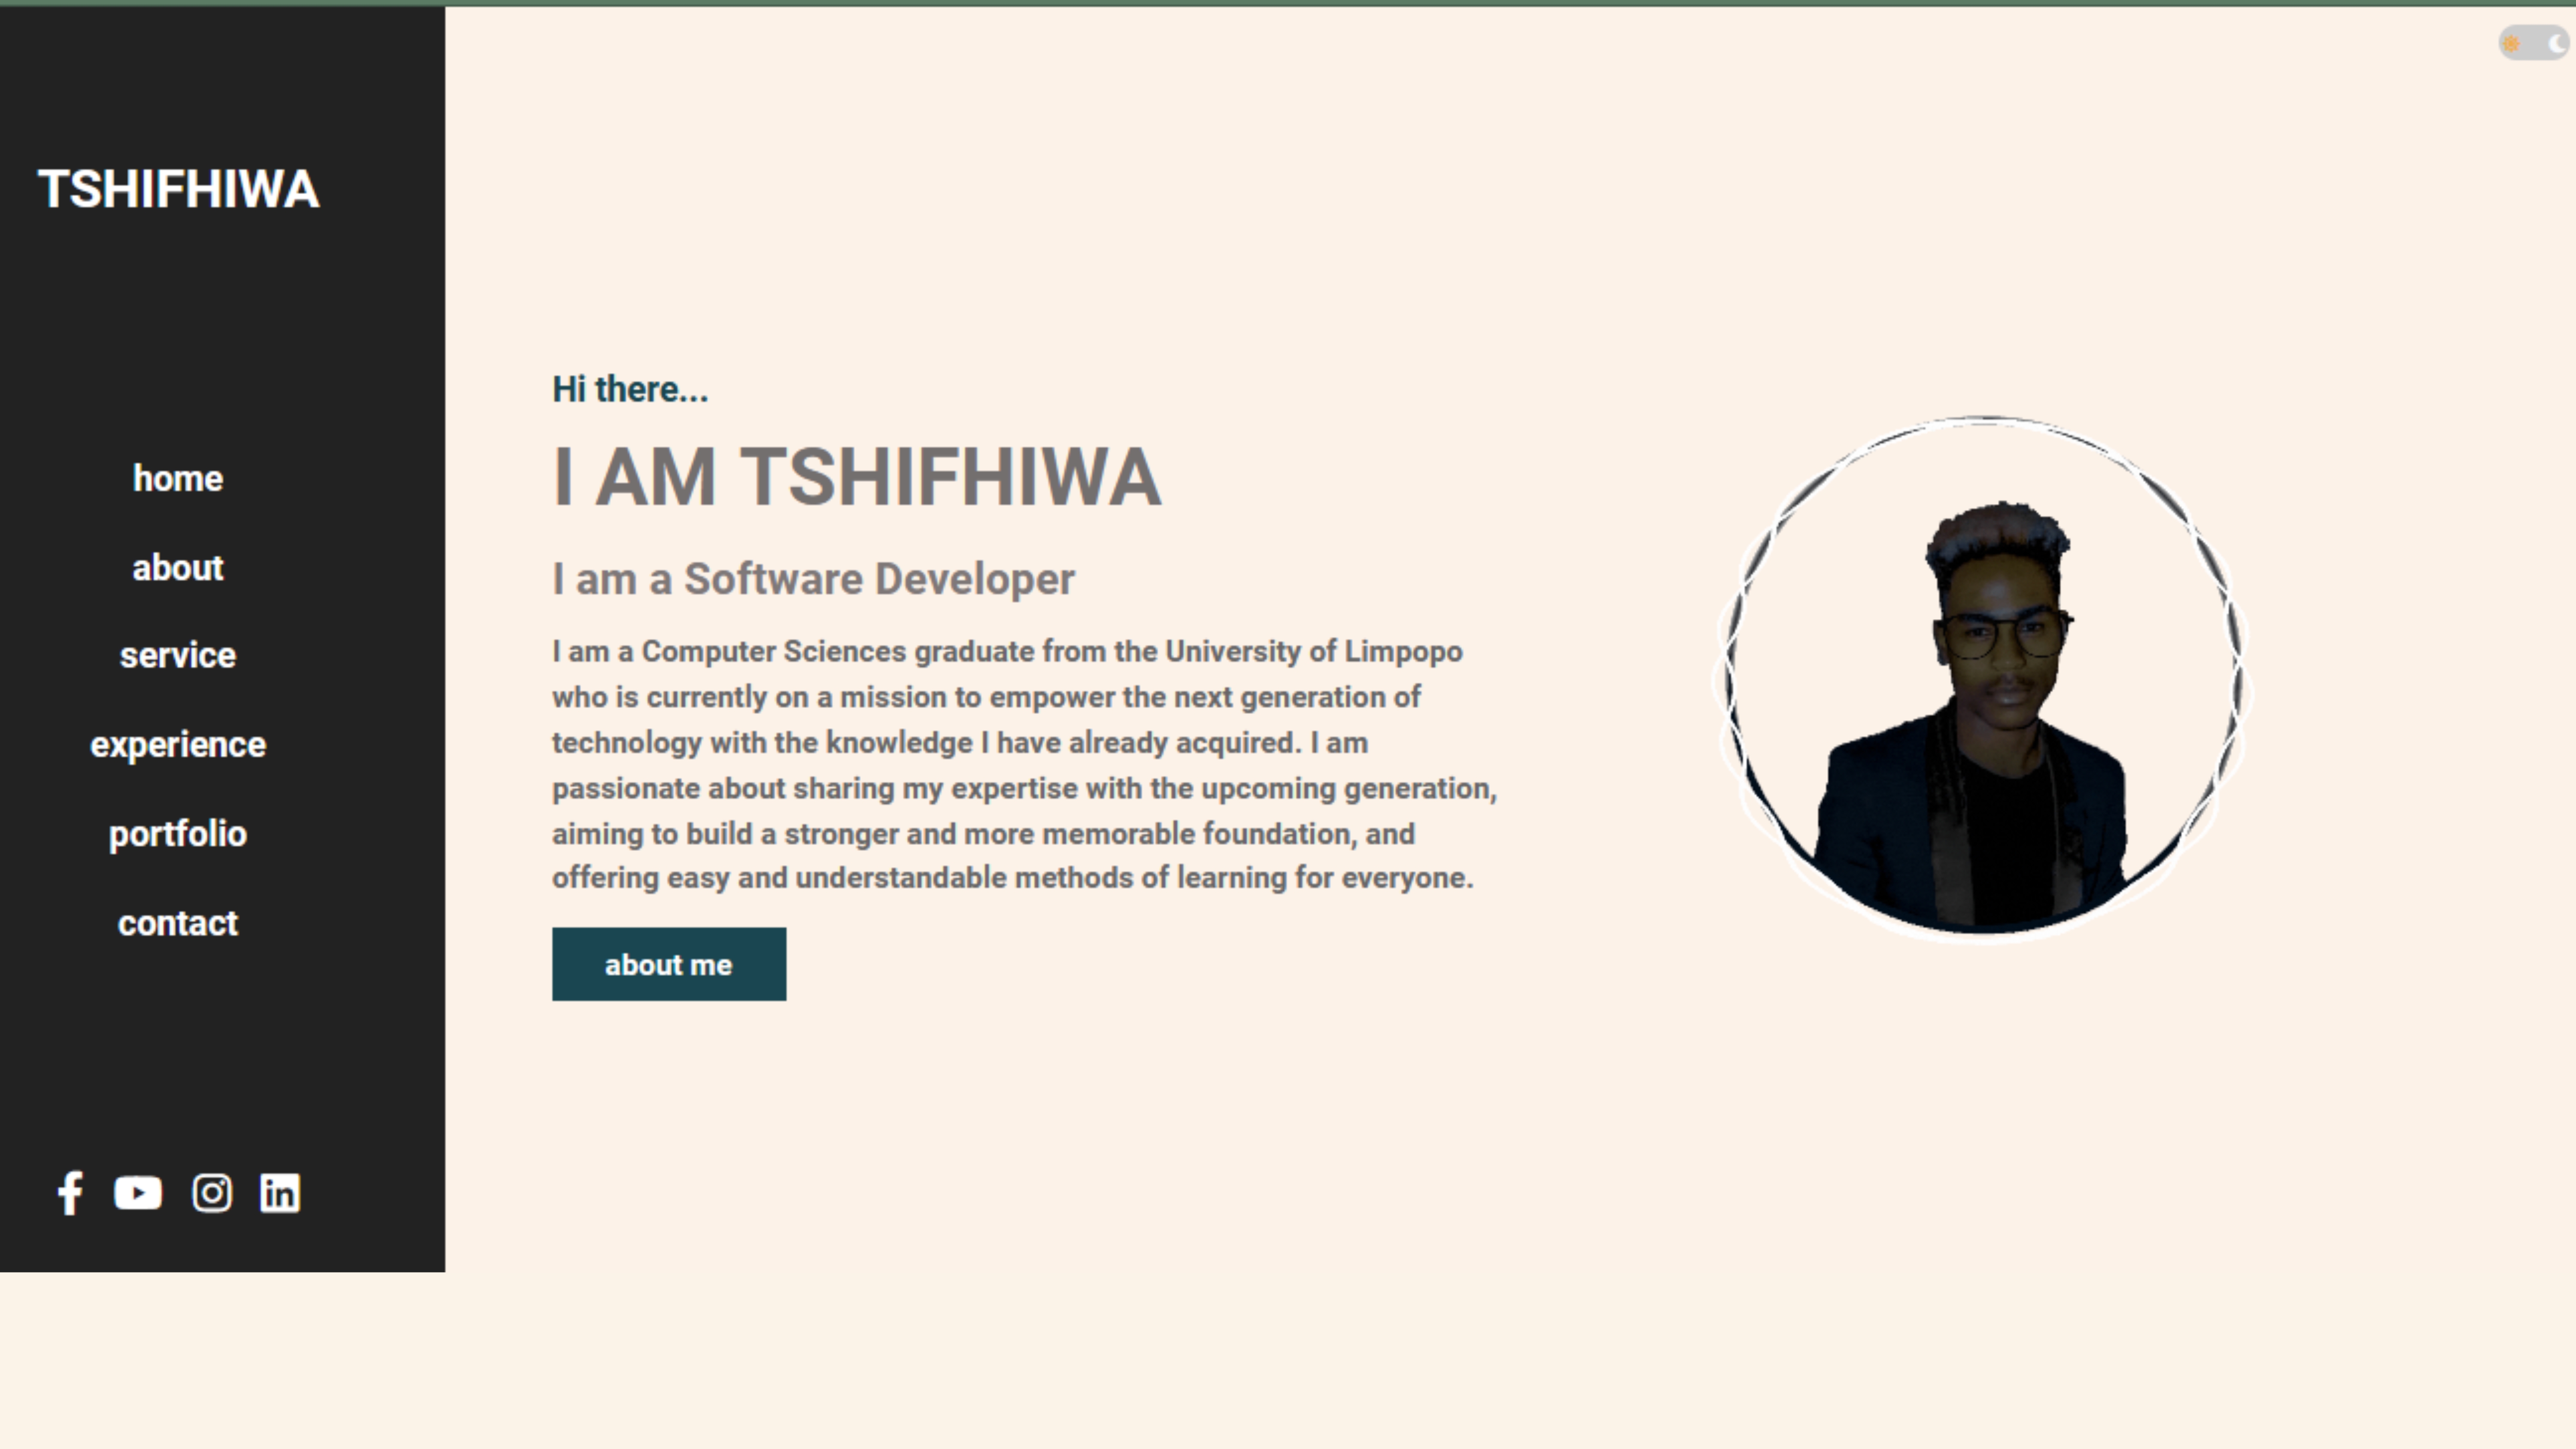 TSHIFHIWA
home
about
service
experience
portfolio
contact
Hi there...
I AM TSHIFHIWA
I am a Software Developer
I am a Computer Sciences graduate from the University of Limpopo
who is currently on a mission to empower the next generation of
technology with the knowledge I have already acquired. I am
passionate about sharing my expertise with the upcoming generation,
aiming to build a stronger and more memorable foundation, and
offering easy and understandable methods of learning for everyone.
about me